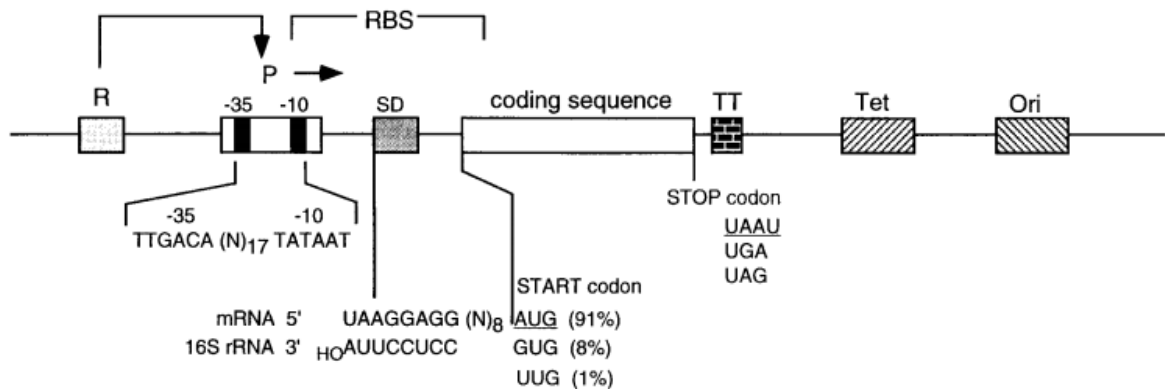 RBS
P
R
-35
-10
SD
coding sequence
TT
Tet
Ori
-35 -10
TTGACA (N)17 TATAAT
STOP codon
UAAU
UGA
UAG
START codon
mRNA 5' UAAGGAGG (N)8 AUG (91%)
16S rRNA 3' HOAUUCCUCC GUG (8%)
UUG (1%)